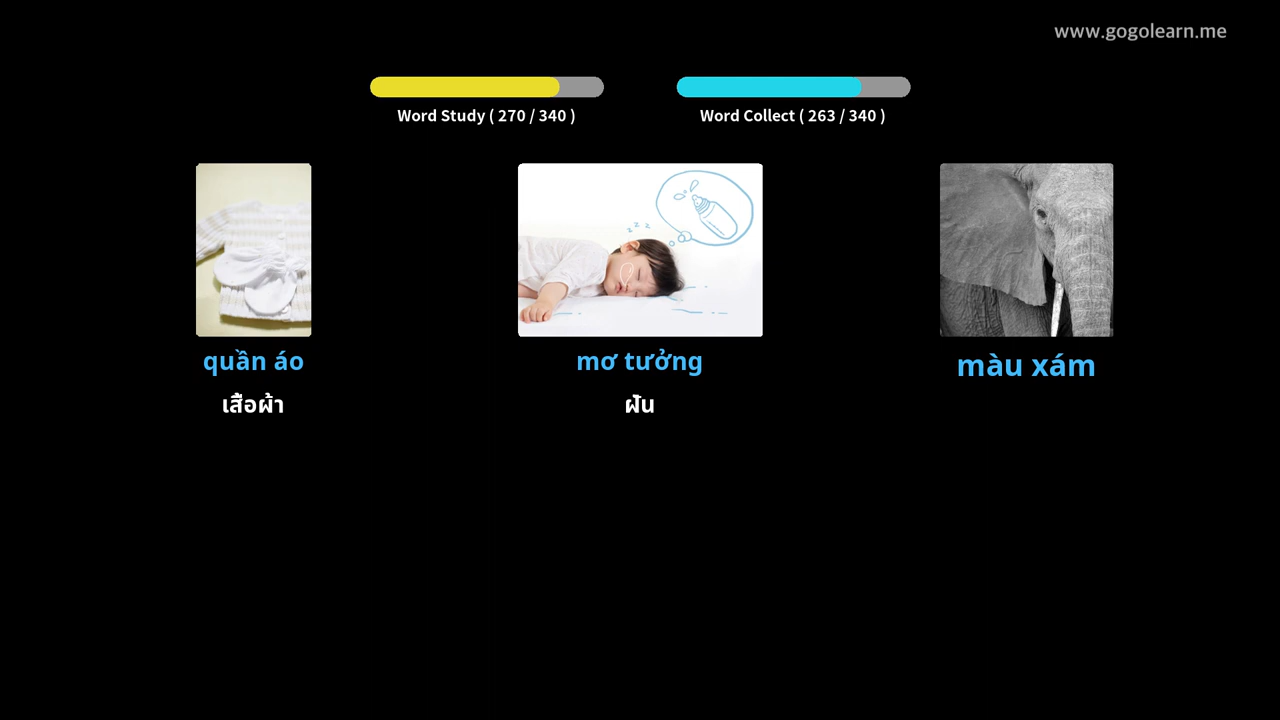 www.gogolearn.me
Word Study ( 270 / 340 )
Word Collect ( 263 / 340 )
quần áo
mơ tưởng
màu xám
เสื้อผ้า
ฝัน